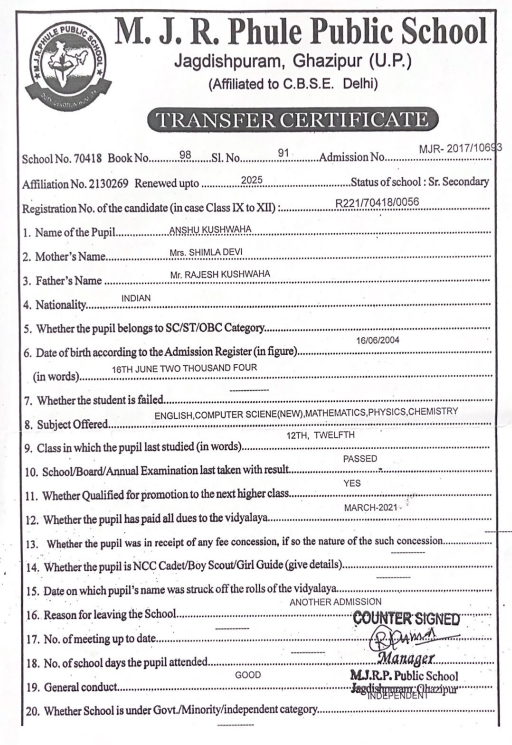 M. J. R. Phule Public School
M.J.R.PHULE PUBLIC SCHOOL
Jagdishpuram, Ghazipur (U.P.)
(Affiliated to C.B.S.E. Delhi)
TRANSFER CERTIFICATE
School No. 70418 Book No. 98 Sl. No. 91 Admission No. MJR- 2017/10693
Affiliation No. 2130269 Renewed upto 2025 Status of school : Sr. Secondary
Registration No. of the candidate (in case Class IX to XII) : R221/70418/0056
1. Name of the Pupil ANSHU KUSHWAHA
2. Mother's Name Mrs. SHIMLA DEVI
3. Father's Name Mr. RAJESH KUSHWAHA
4. Nationality INDIAN
5. Whether the pupil belongs to SC/ST/OBC Category
6. Date of birth according to the Admission Register (in figure) 16/06/2004
(in words) 16TH JUNE TWO THOUSAND FOUR
7. Whether the student is failed
8. Subject Offered ENGLISH,COMPUTER SCIENE(NEW),MATHEMATICS,PHYSICS,CHEMISTRY
9. Class in which the pupil last studied (in words) 12TH, TWELFTH
10. School/Board/Annual Examination last taken with result PASSED
11. Whether Qualified for promotion to the next higher class YES
12. Whether the pupil has paid all dues to the vidyalaya MARCH-2021
13. Whether the pupil was in receipt of any fee concession, if so the nature of the such concession
14. Whether the pupil is NCC Cadet/Boy Scout/Girl Guide (give details)
15. Date on which pupil's name was struck off the rolls of the vidyalaya
16. Reason for leaving the School ANOTHER ADMISSION
COUNTER SIGNED
17. No. of meeting up to date
18. No. of school days the pupil attended
Manager
19. General conduct GOOD
M.J.R.P. Public School
Jagdishpuram, Ghazipur
20. Whether School is under Govt./Minority/independent category INDEPENDENT